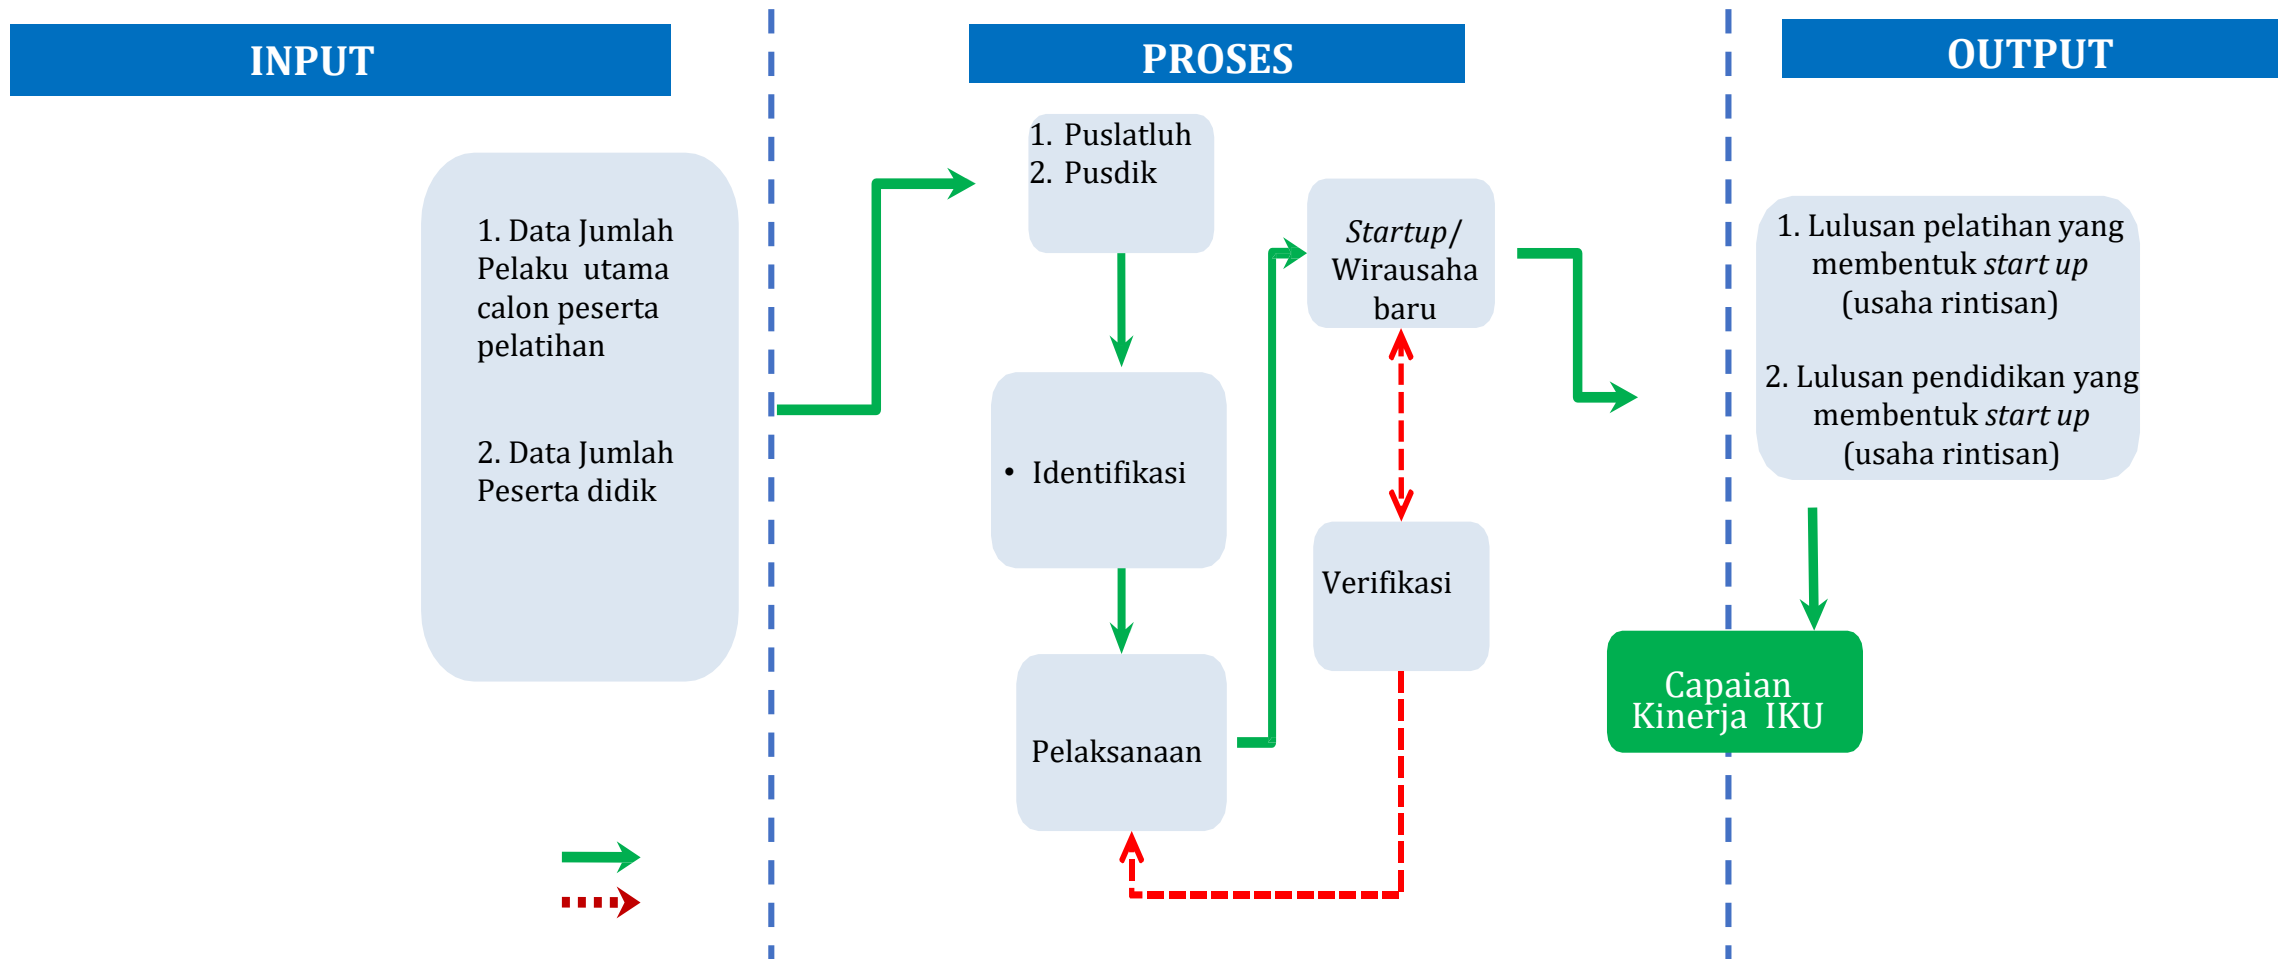 INPUT
1. Data Jumlah
Pelaku utama
calon peserta
pelatihan
2. Data Jumlah
Peserta didik
PROSES
1. Puslatluh
2. Pusdik
• Identifikasi
Pelaksanaan
Startup/
Wirausaha
baru
Verifikasi
OUTPUT
1. Lulusan pelatihan yang
membentuk start up
(usaha rintisan)
2. Lulusan pendidikan yang
membentuk start up
(usaha rintisan)
Capaian
Kinerja IKU